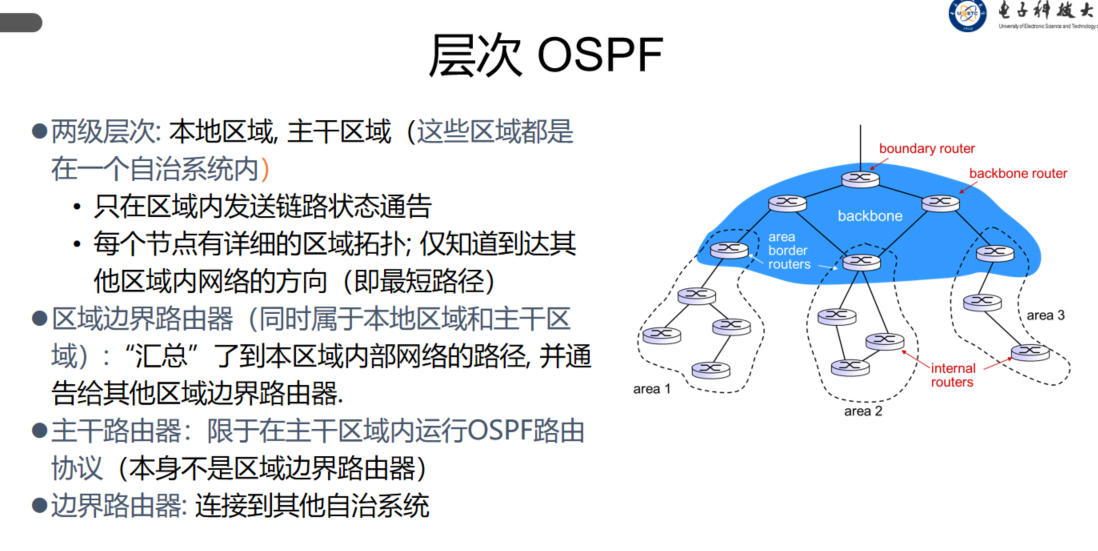 电子科技大
University of Electronic Science and Technology
层次 OSPF
●两级层次: 本地区域, 主干区域（这些区域都是
在一个自治系统内）
• 只在区域内发送链路状态通告
• 每个节点有详细的区域拓扑; 仅知道到达其
他区域内网络的方向（即最短路径）
●区域边界路由器（同时属于本地区域和主干区
域）: “汇总”了到本区域内部网络的路径, 并通
告给其他区域边界路由器.
●主干路由器：限于在主干区域内运行OSPF路由
协议（本身不是区域边界路由器）
●边界路由器: 连接到其他自治系统
boundary router
backbone router
backbone
area
border
routers
area 3
internal
routers
area 1
area 2